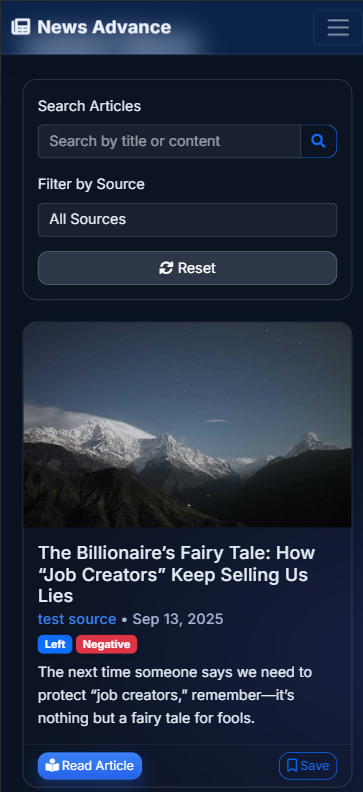 News Advance
Search Articles
Search by title or content
Filter by Source
All Sources
Reset
The Billionaire’s Fairy Tale: How
“Job Creators” Keep Selling Us
Lies
test source • Sep 13, 2025
Left Negative
The next time someone says we need to
protect “job creators,” remember—it’s
nothing but a fairy tale for fools.
Read Article Save